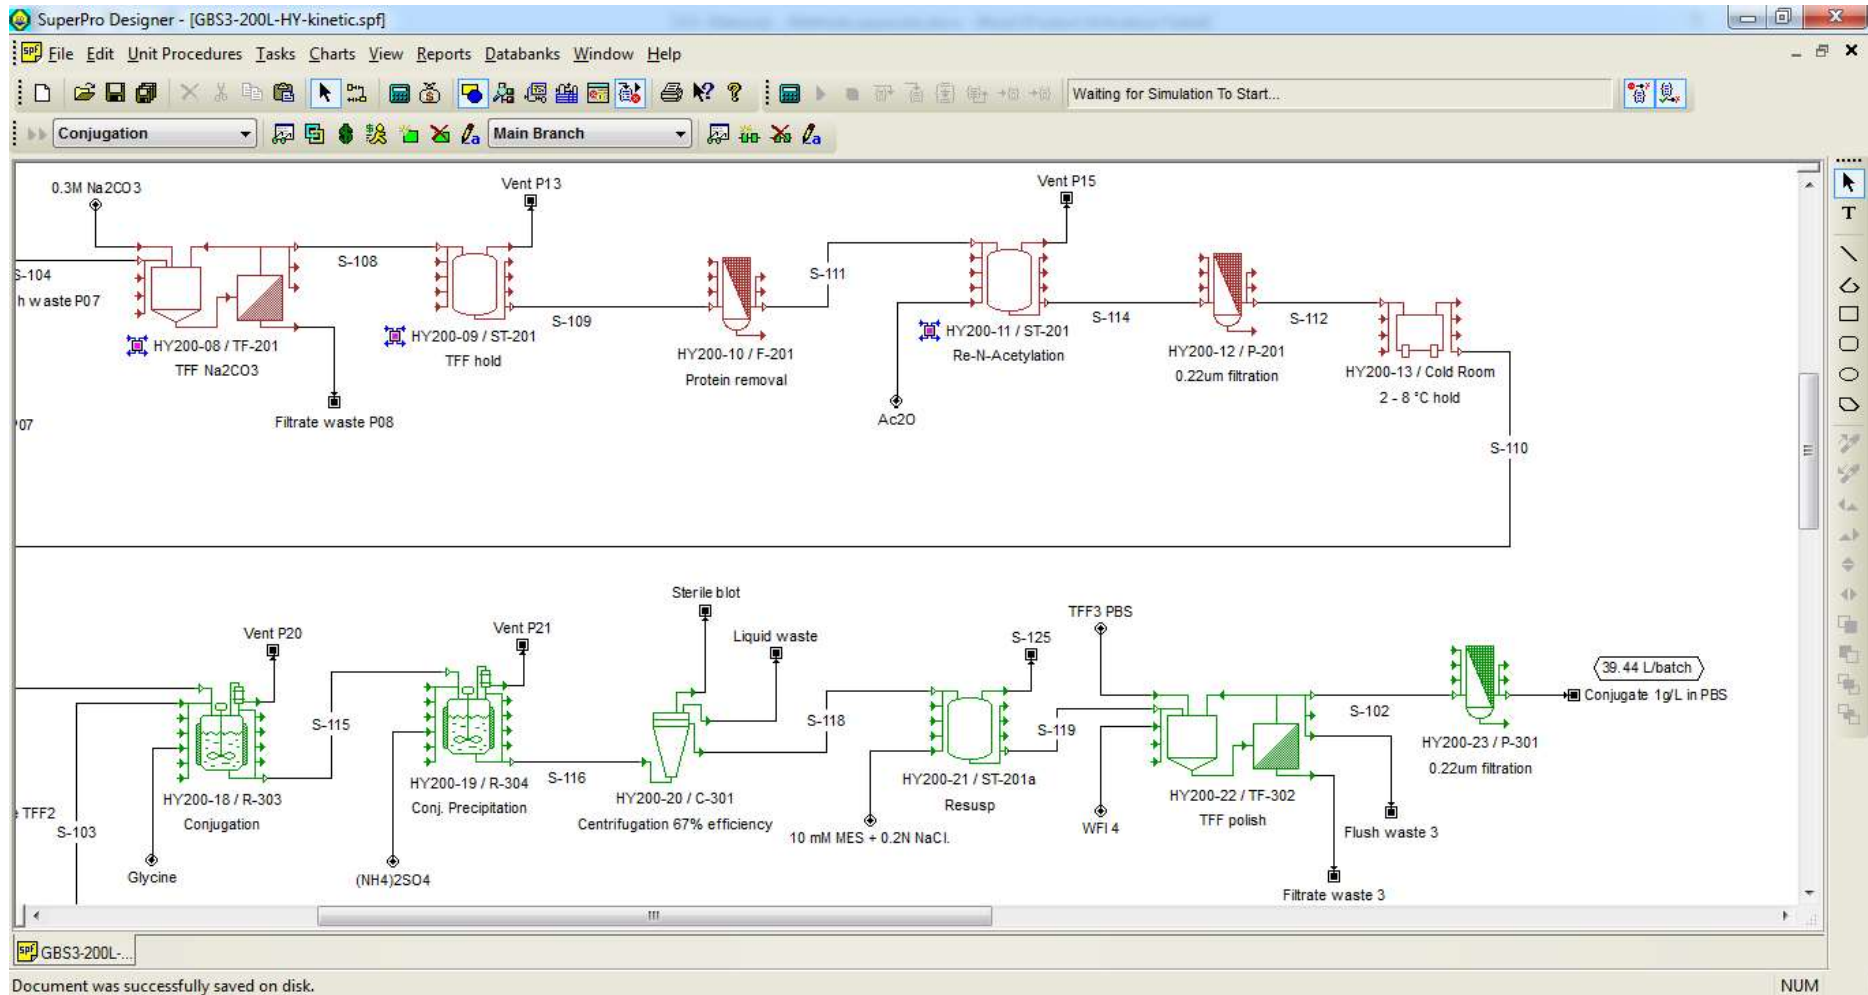 SuperPro Designer - [GBS3-200L-HY-kinetic.spf]
File Edit Unit Procedures Tasks Charts View Reports Databanks Window Help
Waiting for Simulation To Start...
Conjugation
Main Branch
0.3M Na2CO3
Vent P13
Vent P15
S-104
S-108
S-111
h waste P07
S-109
S-114
S-112
HY200-08 / TF-201
TFF Na2CO3
HY200-09 / ST-201
TFF hold
HY200-10 / F-201
Protein removal
HY200-11 / ST-201
Re-N-Acetylation
HY200-12 / P-201
0.22um filtration
HY200-13 / Cold Room
2 - 8 °C hold
07
Filtrate waste P08
Ac2O
S-110
Sterile blot
Vent P20
Vent P21
Liquid waste
TFF3 PBS
S-125
39.44 L/batch
Conjugate 1g/L in PBS
S-115
S-118
S-119
S-102
S-116
HY200-18 / R-303
Conjugation
HY200-19 / R-304
Conj. Precipitation
HY200-20 / C-301
Centrifugation 67% efficiency
HY200-21 / ST-201a
Resusp
HY200-22 / TF-302
TFF polish
HY200-23 / P-301
0.22um filtration
TFF2
S-103
10 mM MES + 0.2N NaCl.
WFI 4
Flush waste 3
Glycine
(NH4)2SO4
Filtrate waste 3
GBS3-200L-...
Document was successfully saved on disk.
NUM